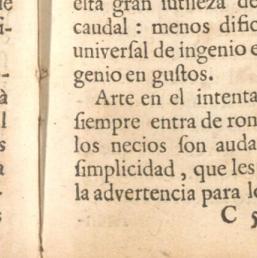 esta gran sutileza de
caudal : menos dific
universal de ingenio e
genio en gustos.
Arte en el intenta
siempre entra de ron
los necios son auda
simplicidad , que les
la advertencia para lo
C 5